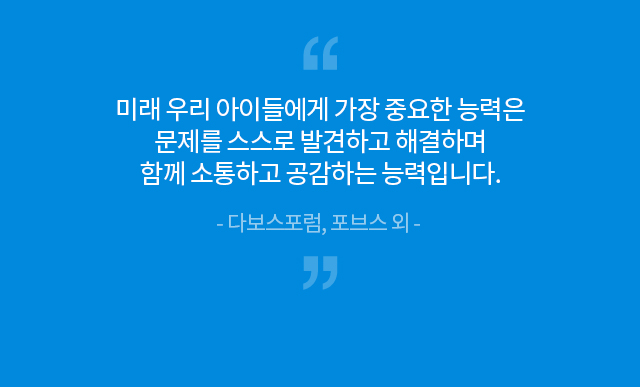 “
미래 우리 아이들에게 가장 중요한 능력은
문제를 스스로 발견하고 해결하며
함께 소통하고 공감하는 능력입니다.
- 다보스포럼, 포브스 외 -
”